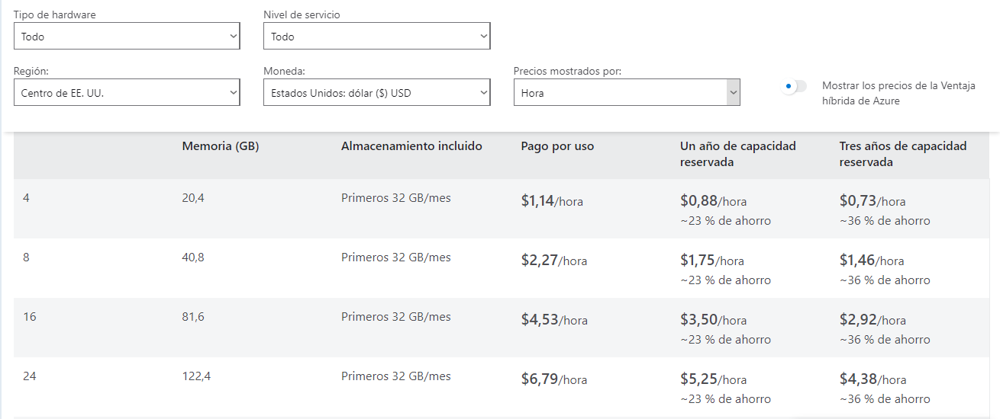 Tipo de hardware
Nivel de servicio
Todo
Todo
Región:
Moneda:
Precios mostrados por:
Centro de EE. UU.
Estados Unidos: dólar ($) USD
Hora
Mostrar los precios de la Ventaja
híbrida de Azure
Memoria (GB)
Almacenamiento incluido
Pago por uso
Un año de capacidad
reservada
Tres años de capacidad
reservada
4
20,4
Primeros 32 GB/mes
$1,14/hora
$0,88/hora
~23 % de ahorro
$0,73/hora
~36 % de ahorro
8
40,8
Primeros 32 GB/mes
$2,27/hora
$1,75/hora
~23 % de ahorro
$1,46/hora
~36 % de ahorro
16
81,6
Primeros 32 GB/mes
$4,53/hora
$3,50/hora
~23 % de ahorro
$2,92/hora
~36 % de ahorro
24
122,4
Primeros 32 GB/mes
$6,79/hora
$5,25/hora
~23 % de ahorro
$4,38/hora
~36 % de ahorro